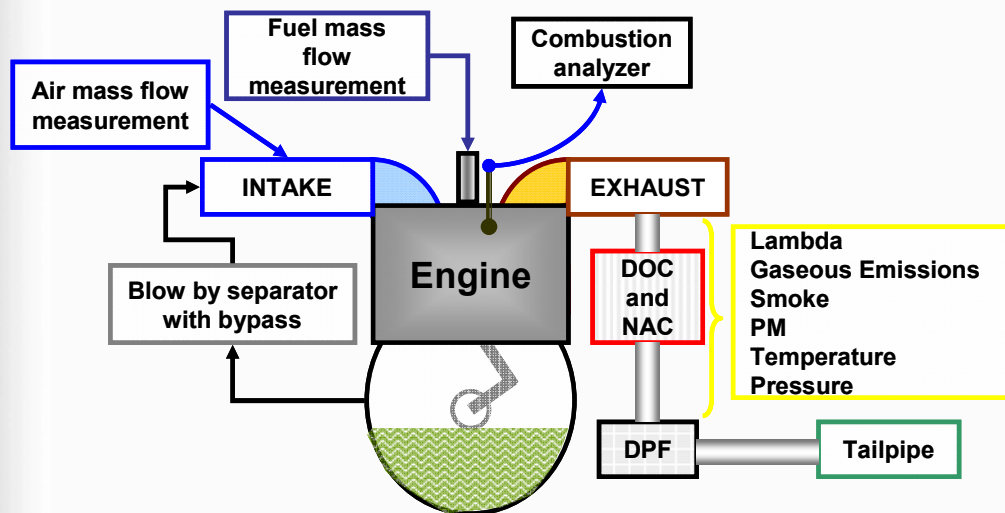 Fuel mass
flow
measurement
Combustion
analyzer
Air mass flow
measurement
INTAKE
EXHAUST
Engine
DOC
and
NAC
Lambda
Gaseous Emissions
Smoke
PM
Temperature
Pressure
Blow by separator
with bypass
DPF
Tailpipe